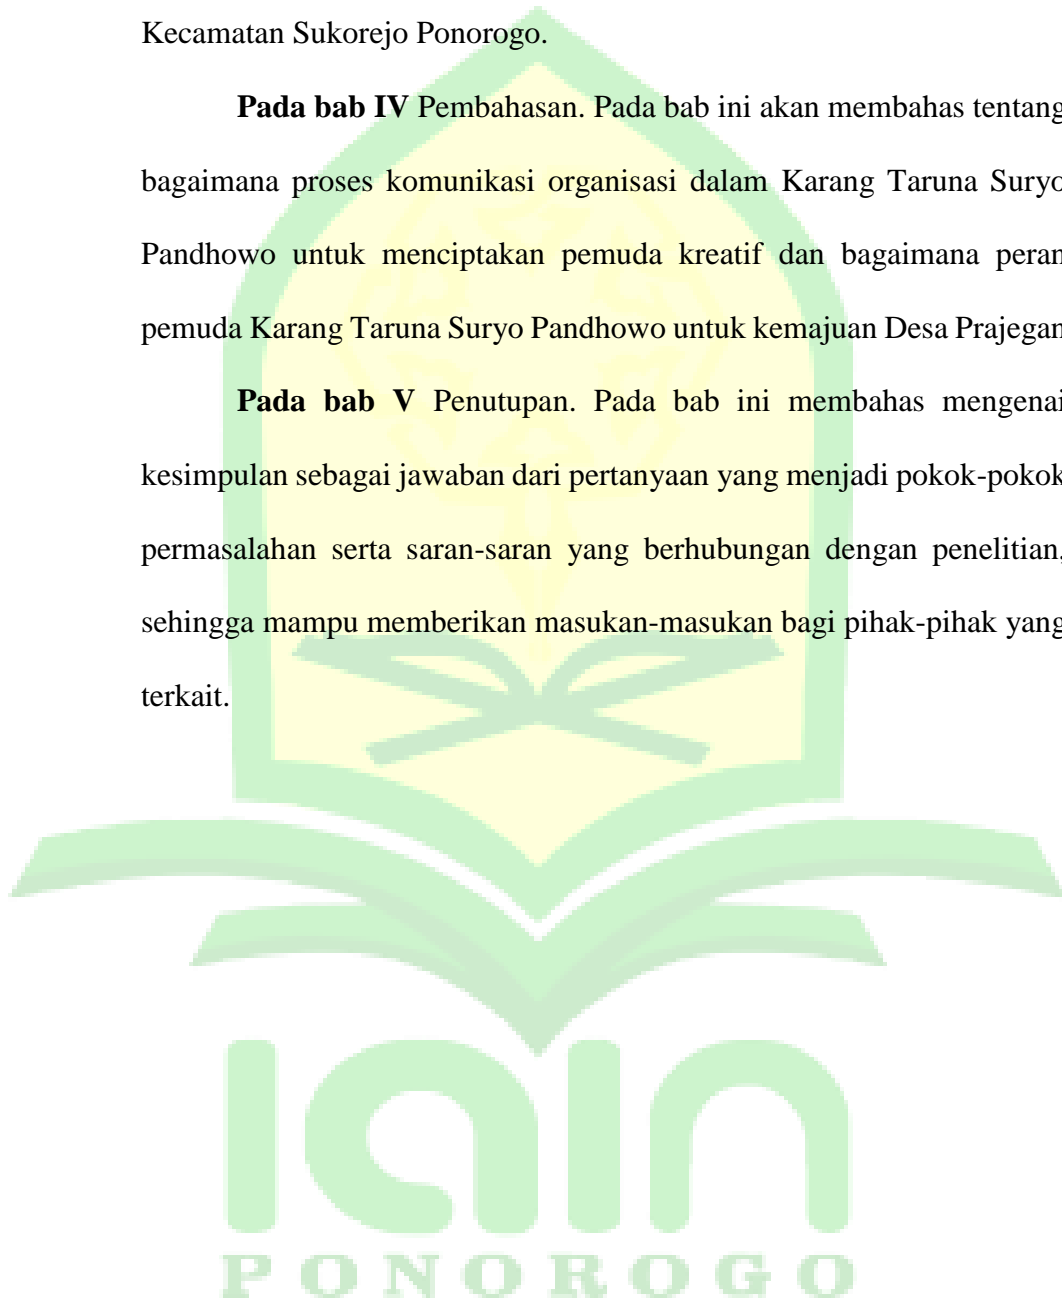 Kecamatan Sukorejo Ponorogo.
Pada bab IV Pembahasan. Pada bab ini akan membahas tentang
bagaimana proses komunikasi organisasi dalam Karang Taruna Suryo
Pandhowo untuk menciptakan pemuda kreatif dan bagaimana peran
pemuda Karang Taruna Suryo Pandhowo untuk kemajuan Desa Prajegan
Pada bab V Penutupan. Pada bab ini membahas mengenai
kesimpulan sebagai jawaban dari pertanyaan yang menjadi pokok-pokok
permasalahan serta saran-saran yang berhubungan dengan penelitian,
sehingga mampu memberikan masukan-masukan bagi pihak-pihak yang
terkait.
iain
PONOROGO